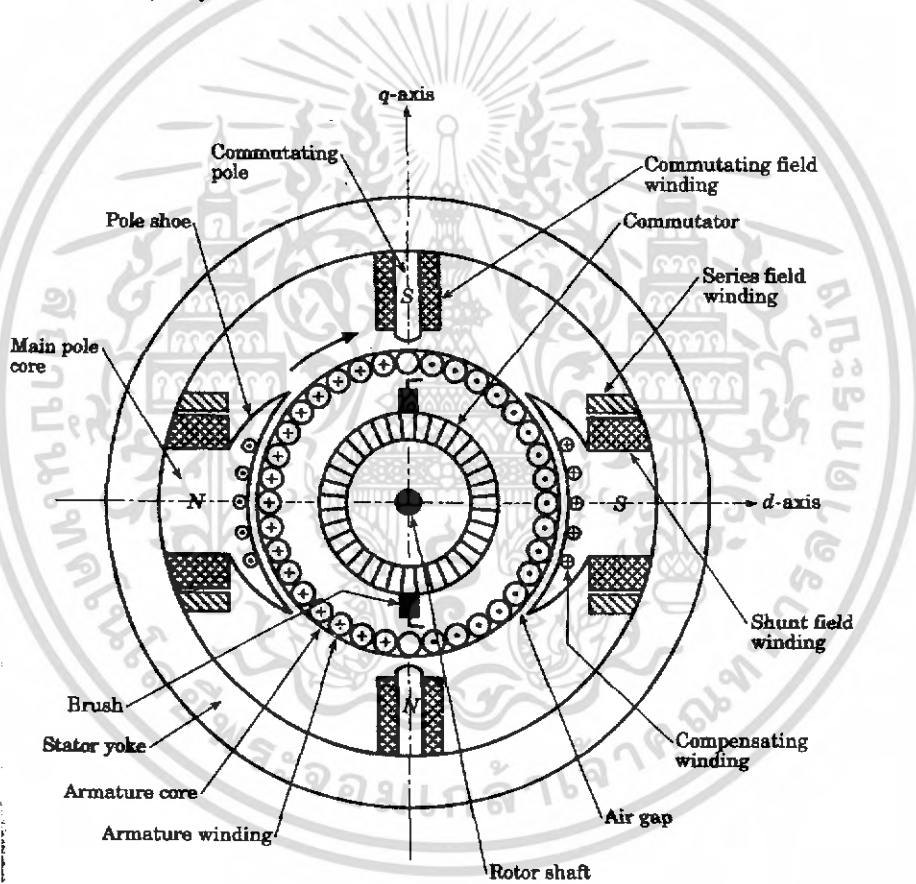 q-axis
Commutating
pole
Commutating field
winding
Pole shoe
Commutator
Series field
winding
S
Main pole
core
N
S
d-axis
Shunt field
winding
Brush
N
Stator yoke
Compensating
winding
Armature core
Air gap
Armature winding
Rotor shaft